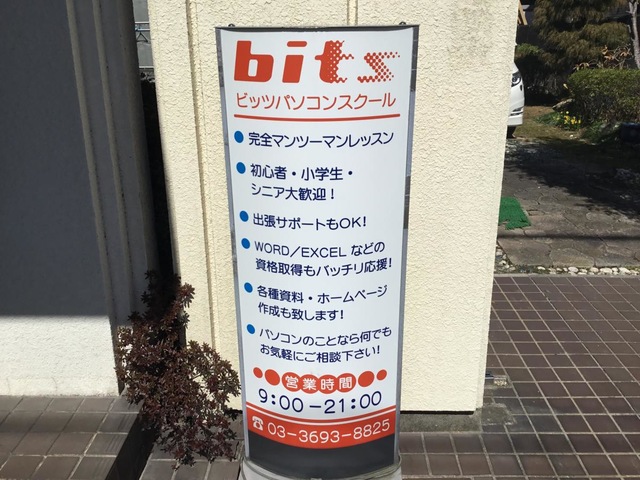 bits
ビッツパソコンスクール
● 完全マンツーマンレッスン
● 初心者・小学生・
シニア大歓迎！
● 出張サポートもOK！
● WORD／EXCEL などの
資格取得もバッチリ応援！
● 各種資料・ホームページ
作成も致します！
● パソコンのことなら何でも
お気軽にご相談下さい！
営業時間
9：00－21：00
☎ 03-3693-8825